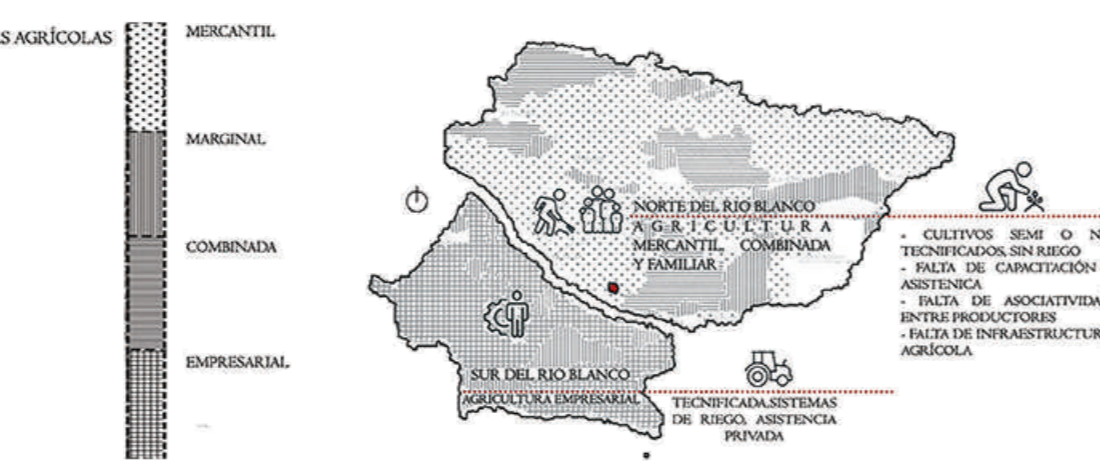 S AGRÍCOLAS
MERCANTIL
MARGINAL
COMBINADA
EMPRESARIAL
NORTE DEL RIO BLANCO
AGRICULTURA
MERCANTIL, COMBINADA
Y FAMILIAR
SUR DEL RIO BLANCO
AGRICULTURA EMPRESARIAL
- CULTIVOS SEMI O N
TECNIFICADOS, SIN RIEGO
- FALTA DE CAPACITACIÓN
ASISTENICA
- FALTA DE ASOCIATIVIDA
ENTRE PRODUCTORES
- FALTA DE INFRAESTRUCTUR
AGRÍCOLA
TECNIFICADA,SISTEMAS
DE RIEGO, ASISTENCIA
PRIVADA